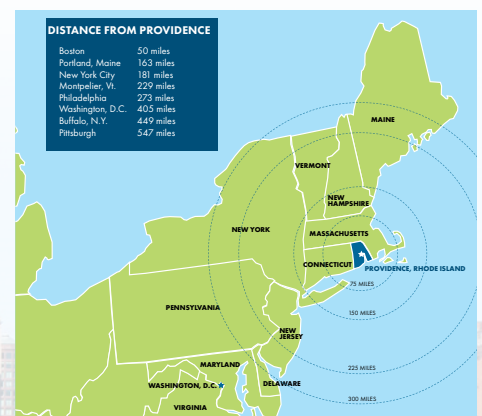 DISTANCE FROM PROVIDENCE
Boston 50 miles
Portland, Maine 163 miles
New York City 181 miles
Montpelier, Vt. 229 miles
Philadelphia 273 miles
Washington, D.C. 405 miles
Buffalo, N.Y. 449 miles
Pittsburgh 547 miles
MAINE
VERMONT
NEW
HAMPSHIRE
NEW YORK
MASSACHUSETTS
CONNECTICUT
PROVIDENCE, RHODE ISLAND
75 MILES
150 MILES
PENNSYLVANIA
NEW
JERSEY
MARYLAND
225 MILES
WASHINGTON, D.C.
DELAWARE
300 MILES
VIRGINIA